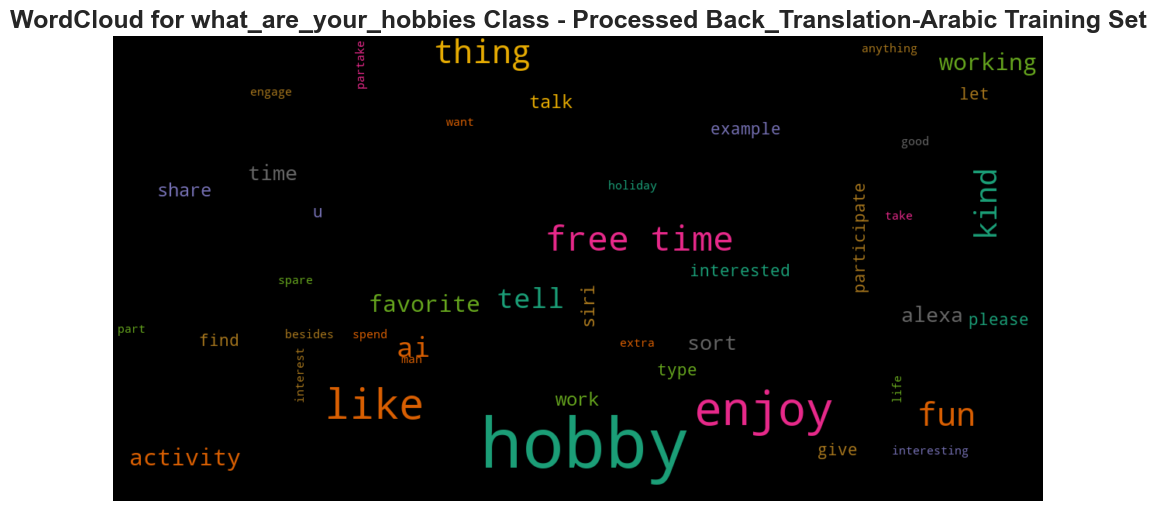 WordCloud for what_are_your_hobbies Class - Processed Back_Translation-Arabic Training Set
partake
thing
anything
working
engage
talk
let
want
example
good
time
share
holiday
kind
u
participate
take
free time
interested
spare
favorite
tell
siri
alexa
please
part
find
besides
spend
ai
man
extra
sort
interest
type
life
like
work
enjoy
fun
hobby
activity
give
interesting